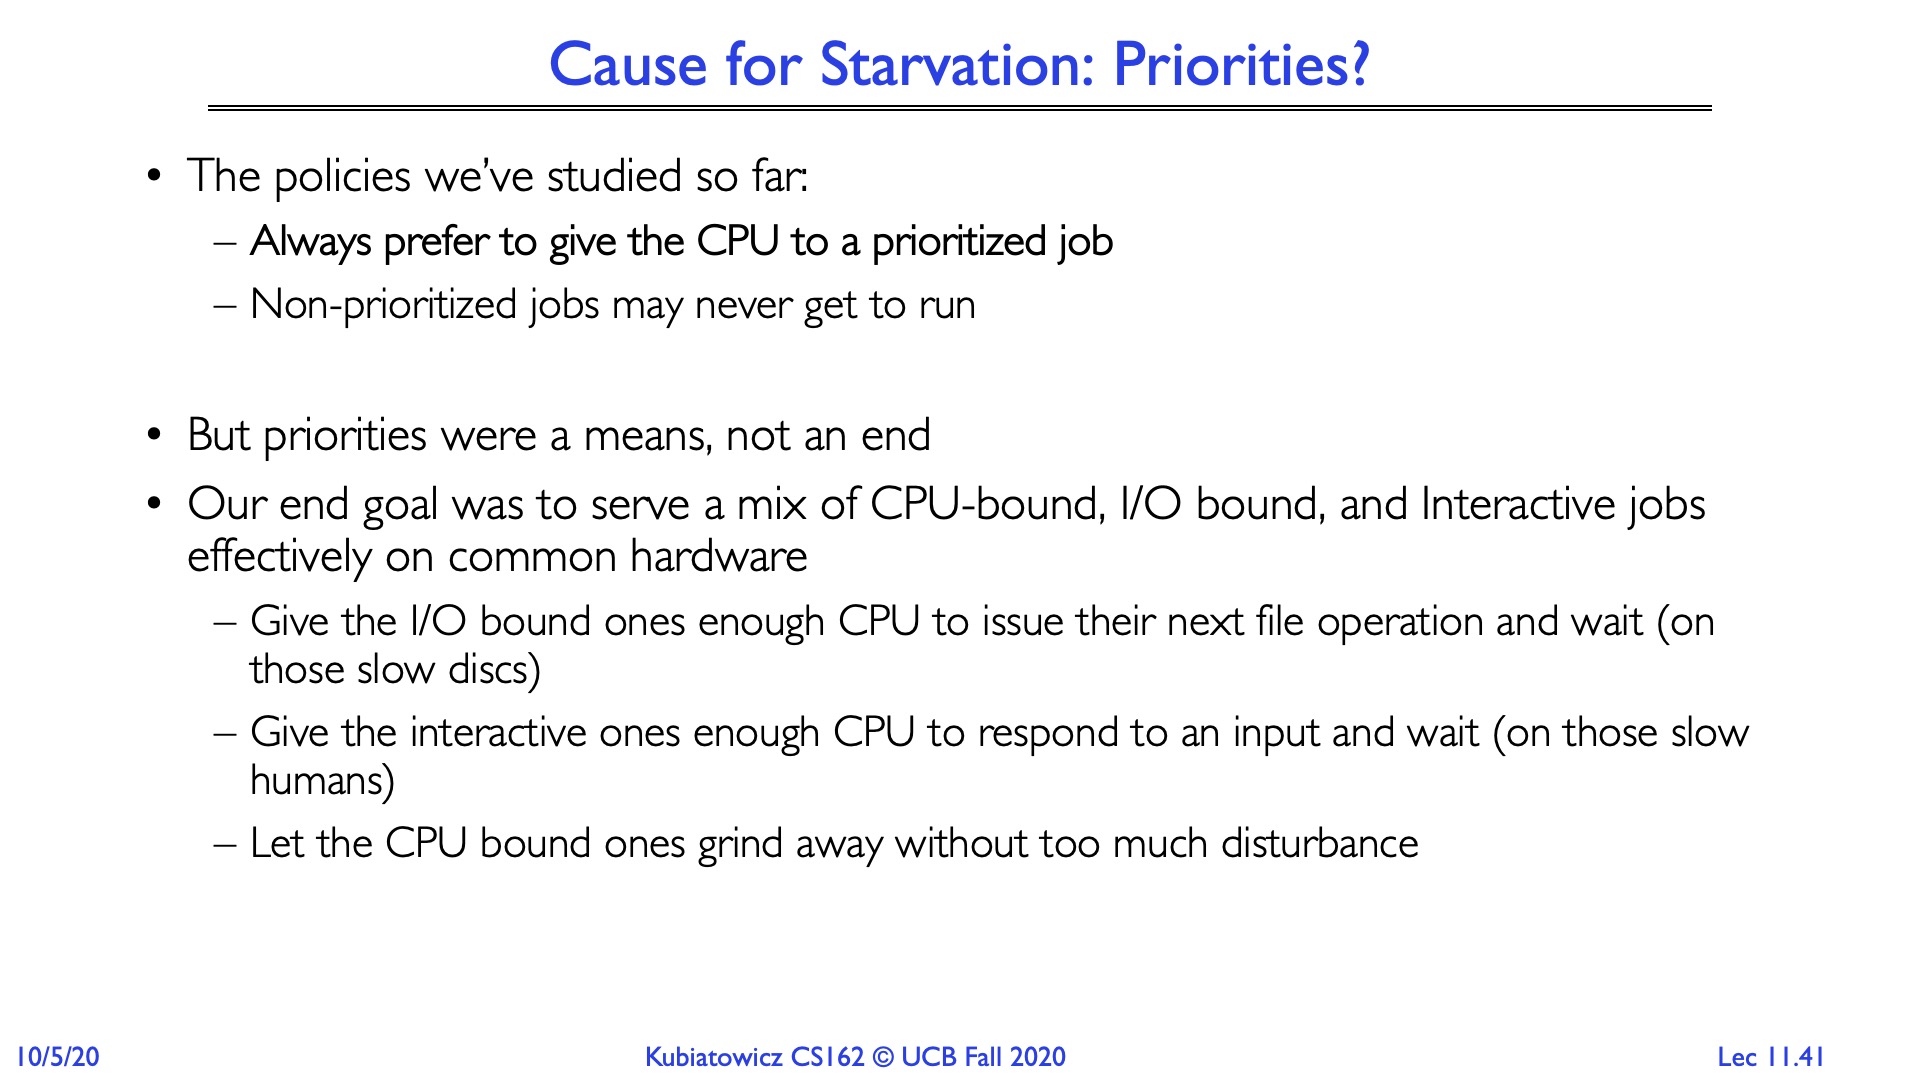 Cause for Starvation: Priorities?
• The policies we’ve studied so far:
– Always prefer to give the CPU to a prioritized job
– Non-prioritized jobs may never get to run
• But priorities were a means, not an end
• Our end goal was to serve a mix of CPU-bound, I/O bound, and Interactive jobs
effectively on common hardware
– Give the I/O bound ones enough CPU to issue their next file operation and wait (on
those slow discs)
– Give the interactive ones enough CPU to respond to an input and wait (on those slow
humans)
– Let the CPU bound ones grind away without too much disturbance
10/5/20
Kubiatowicz CS162 © UCB Fall 2020
Lec 11.41